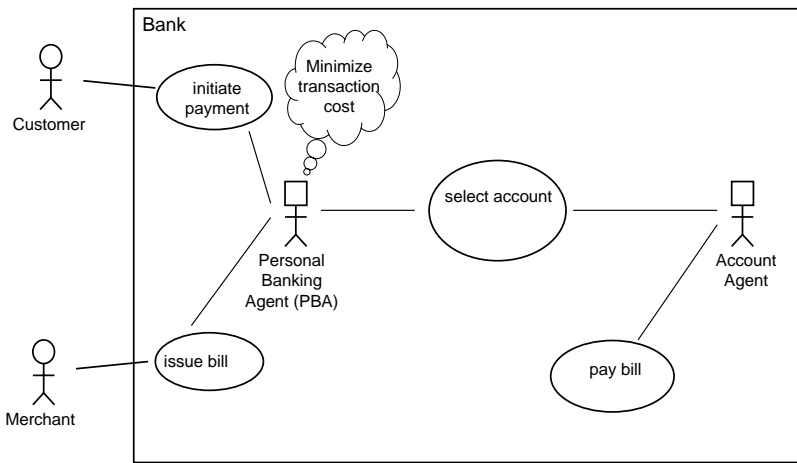 Bank
Customer
initiate
payment
Minimize
transaction
cost
select account
Personal
Banking
Agent (PBA)
Account
Agent
Merchant
issue bill
pay bill